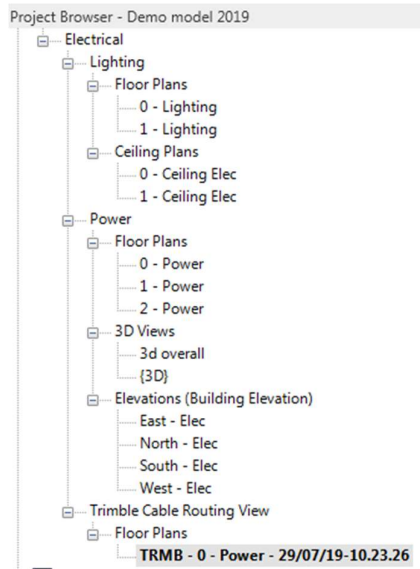 Project Browser - Demo model 2019
Electrical
Lighting
Floor Plans
0 - Lighting
1 - Lighting
Ceiling Plans
0 - Ceiling Elec
1 - Ceiling Elec
Power
Floor Plans
0 - Power
1 - Power
2 - Power
3D Views
3d overall
{3D}
Elevations (Building Elevation)
East - Elec
North - Elec
South - Elec
West - Elec
Trimble Cable Routing View
Floor Plans
TRMB - 0 - Power - 29/07/19-10.23.26